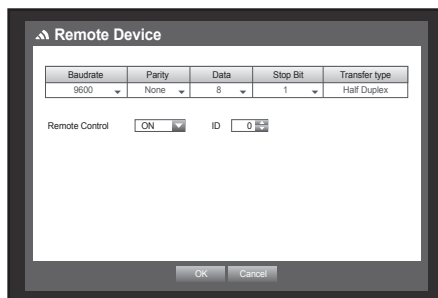 Remote Device
Baudrate Parity Data Stop Bit Transfer type
9600 None 8 1 Half Duplex
Remote Control ON ID 0
OK Cancel